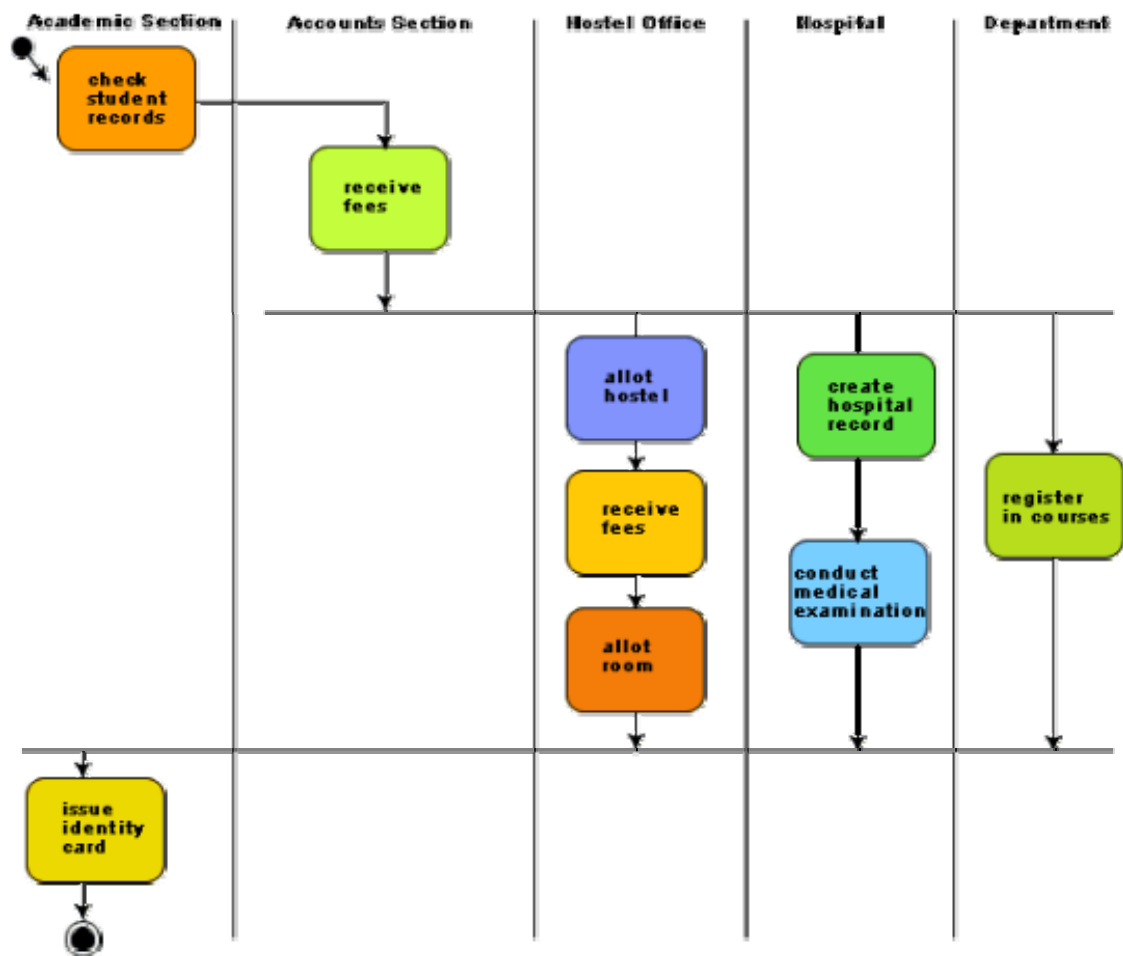 Academic Section
Accounts Section
Hostel Office
Hospital
Department
check
student
records
receive
fees
allot
hostel
receive
fees
allot
room
create
hospital
record
conduct
medical
examination
register
in courses
issue
identity
card